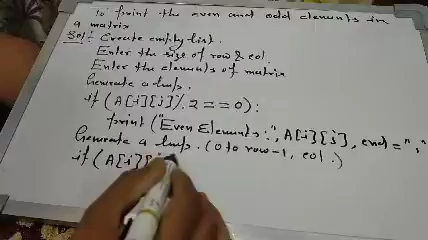 to print the even and odd elements in
a matrix
Sol: Create empty list.
Enter the size of row & col.
Enter the elements of matrix
Generate a loop.
if (A[i][j] % 2 == 0):
print ("Even Elements:", A[i][j], end = ","
Generate a loop. (0 to row-1, col.)
if (A[i][j